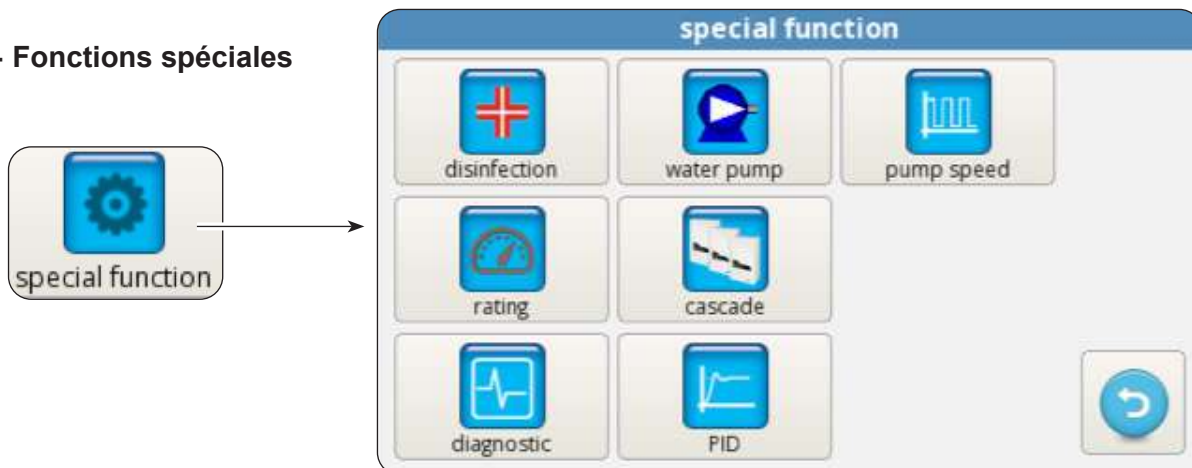 special function
- Fonctions spéciales
special function
disinfection
water pump
pump speed
rating
cascade
diagnostic
PID